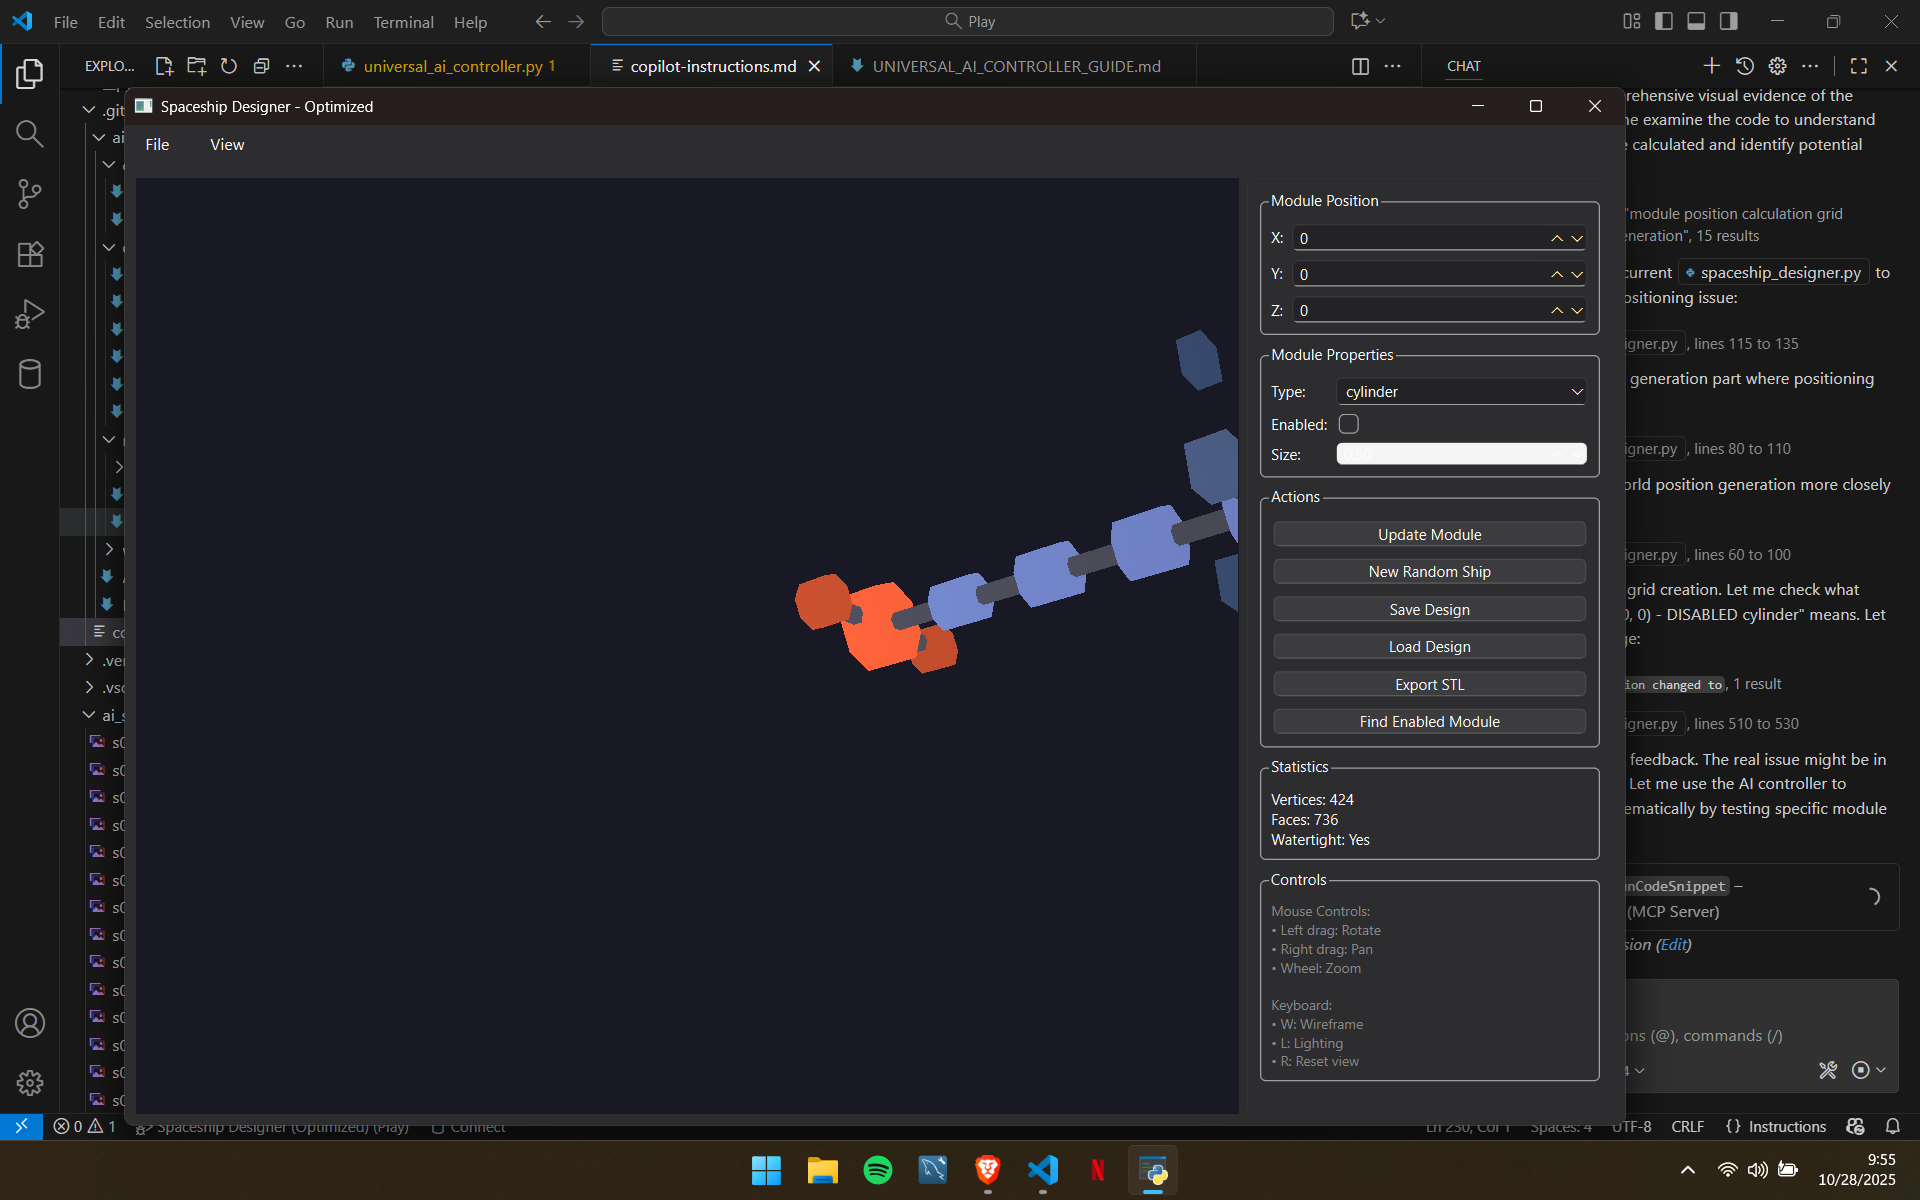 File Edit Selection View Go Run Terminal Help
Play
EXPLO...
universal_ai_controller.py 1
copilot-instructions.md
UNIVERSAL_AI_CONTROLLER_GUIDE.md
CHAT
.git
ai
Spaceship Designer - Optimized
File View
Module Position
X: 0
Y: 0
Z: 0
Module Properties
Type: cylinder
Enabled:
Size: 0.50
Actions
Update Module
New Random Ship
Save Design
Load Design
Export STL
Find Enabled Module
Statistics
Vertices: 424
Faces: 736
Watertight: Yes
Controls
Mouse Controls:
• Left drag: Rotate
• Right drag: Pan
• Wheel: Zoom
Keyboard:
• W: Wireframe
• L: Lighting
• R: Reset view
co
.ve
.vs
ai_s
s0
s0
s0
s0
s0
s0
s0
s0
s0
s0
s0
s0
s0
s0
rehensive visual evidence of the
ne examine the code to understand
calculated and identify potential
"module position calculation grid
eneration", 15 results
current spaceship_designer.py to
ositioning issue:
igner.py , lines 115 to 135
generation part where positioning
igner.py , lines 80 to 110
orld position generation more closely
igner.py , lines 60 to 100
grid creation. Let me check what
0, 0) - DISABLED cylinder" means. Let
ge:
ion changed to, 1 result
igner.py , lines 510 to 530
feedback. The real issue might be in
Let me use the AI controller to
ematically by testing specific module
unCodeSnippet –
(MCP Server)
sion (Edit)
ons (@), commands (/)
4
0 1 Spaceship Designer (Optimized) (Play) Connect
Ln 230, Col 1 Spaces: 4 UTF-8 CRLF {} Instructions
9:55
10/28/2025